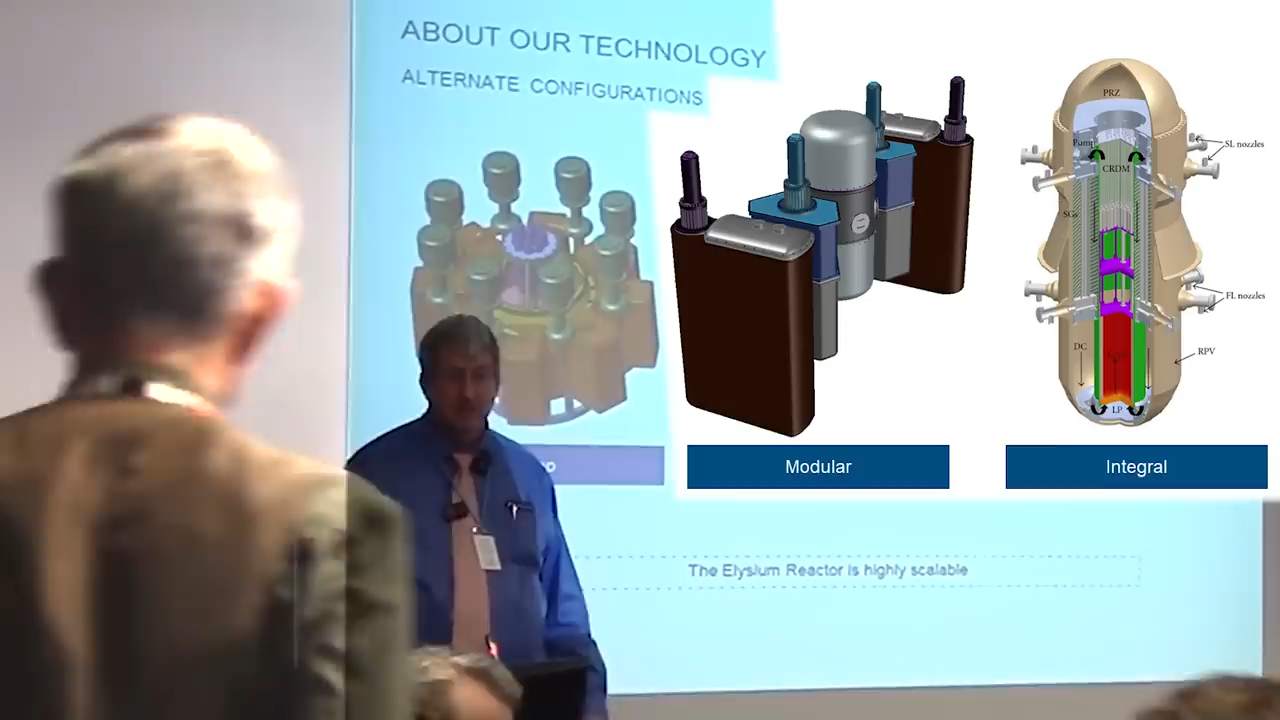 ABOUT OUR TECHNOLOGY
ALTERNATE CONFIGURATIONS
PRZ
Pump
CRDM
SL nozzles
SGs
FL nozzles
DC
RPV
LP
Modular
Integral
The Elysium Reactor is highly scalable